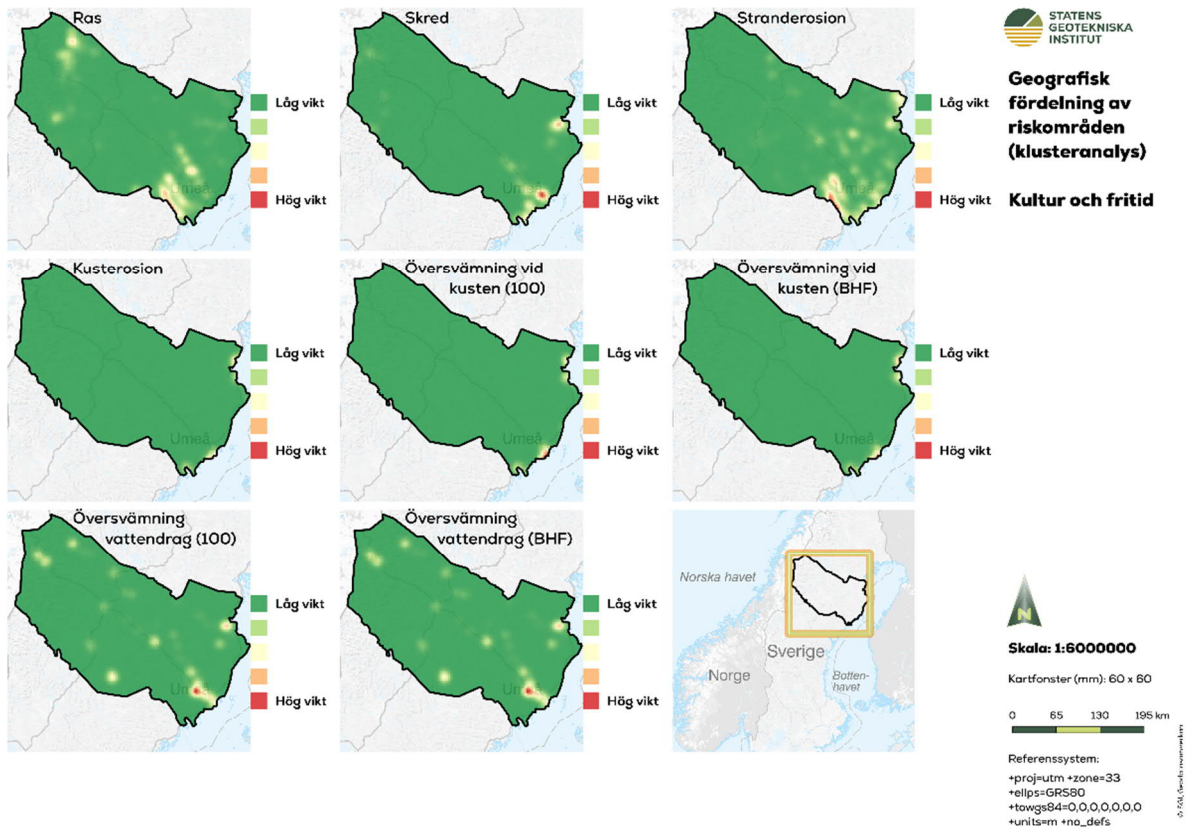 Ras
Skred
Stranderosion
Låg vikt
Hög vikt
Umeå
Låg vikt
Hög vikt
Umeå
Låg vikt
Hög vikt
Umeå
STATENS
GEOTEKNISKA
INSTITUT
Geografisk
fördelning av
riskområden
(klusteranalys)
Kultur och fritid
Kusterosion
Översvämning vid
kusten (100)
Översvämning vid
kusten (BHF)
Låg vikt
Hög vikt
Umeå
Låg vikt
Hög vikt
Umeå
Låg vikt
Hög vikt
Umeå
Översvämning
vattendrag (100)
Översvämning
vattendrag (BHF)
Låg vikt
Hög vikt
Umeå
Låg vikt
Hög vikt
Umeå
Norska havet
Norge
Sverige
Botten-
havet
N
Skala: 1:6000000
Kartfonster (mm): 60 x 60
0 65 130 195 km
Referenssystem:
+proj=utm +zone=33
+ellps=GRS80
+towgs84=0,0,0,0,0,0,0
+units=m +no_defs